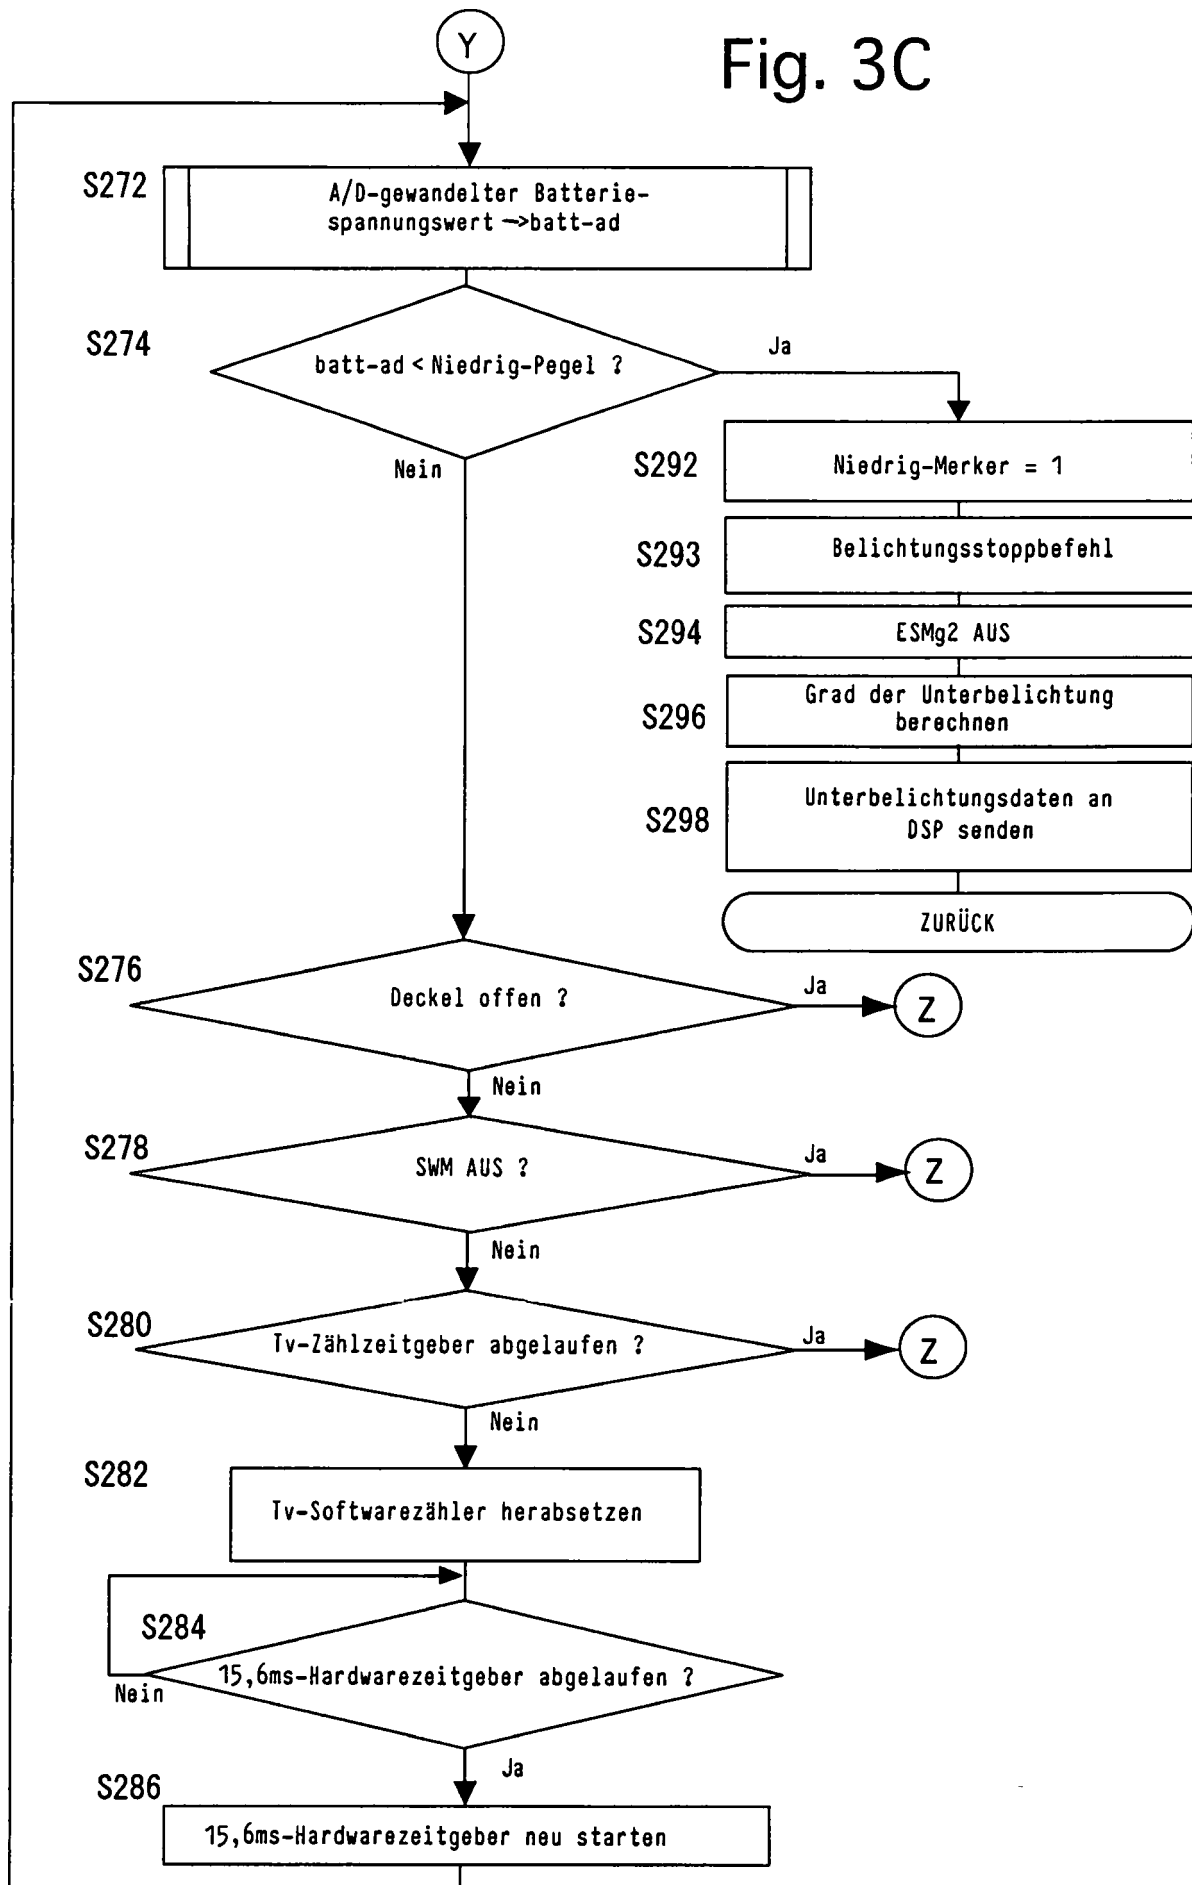 Y
Fig. 3C
S272
A/D-gewandelter Batterie-
spannungswert →batt-ad
S274
batt-ad < Niedrig-Pegel ?
Ja
Nein
S292
Niedrig-Merker = 1
S293
Belichtungsstoppbefehl
S294
ESMg2 AUS
S296
Grad der Unterbelichtung
berechnen
S298
Unterbelichtungsdaten an
DSP senden
ZURÜCK
S276
Deckel offen ?
Ja
Z
Nein
S278
SWM AUS ?
Ja
Z
Nein
S280
Tv-Zählzeitgeber abgelaufen ?
Ja
Z
Nein
S282
Tv-Softwarezähler herabsetzen
S284
15,6ms-Hardwarezeitgeber abgelaufen ?
Nein
Ja
S286
15,6ms-Hardwarezeitgeber neu starten